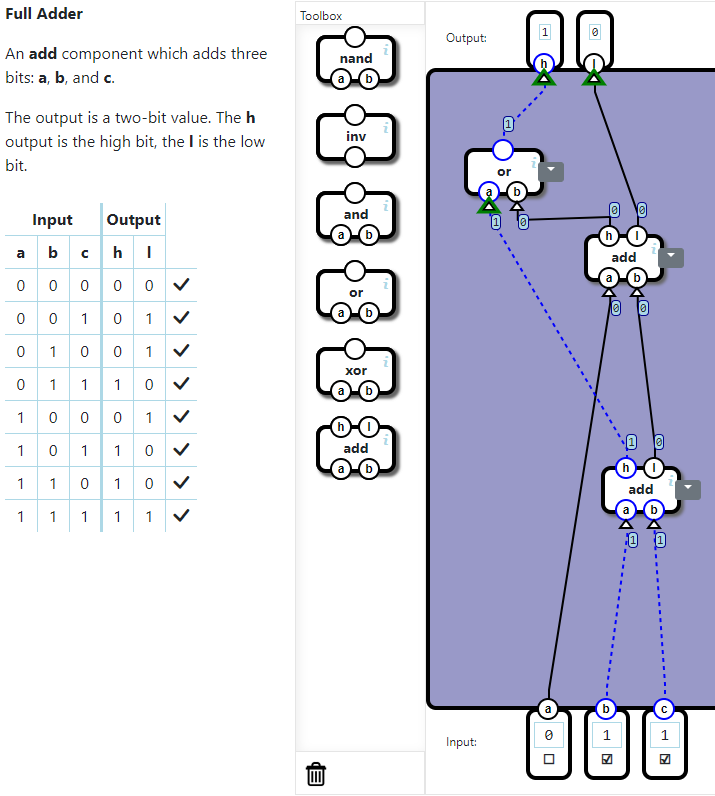 Full Adder
An add component which adds three
bits: a, b, and c.
The output is a two-bit value. The h
output is the high bit, the l is the low
bit.
Input Output
a b c h l
0 0 0 0 0
0 0 1 0 1
0 1 0 0 1
0 1 1 1 0
1 0 0 0 1
1 0 1 1 0
1 1 0 1 0
1 1 1 1 1
Toolbox
nand i
a b
inv i
and i
a b
or i
a b
xor i
a b
h l
add i
a b
Output:
1 0
h l
1
or i
a b
1 0
0 0
h l
add i
a b
0 0
1 0
h l
add i
a b
1 1
a b c
Input:
0 1 1